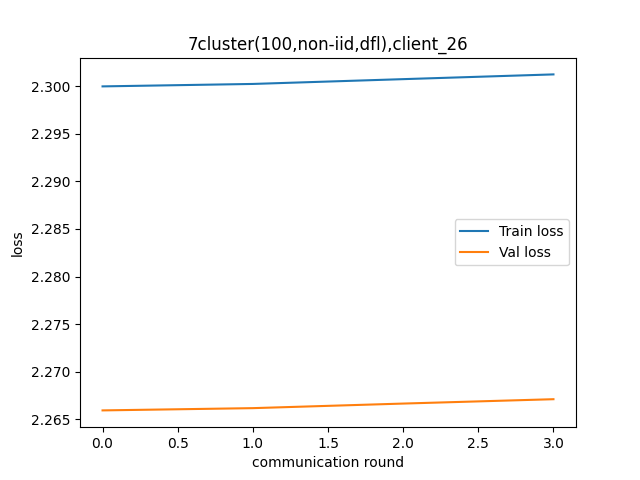 7cluster(100,non-iid,dfl),client_26
2.300
2.295
2.290
2.285
2.280
2.275
2.270
2.265
loss
Train loss
Val loss
0.0 0.5 1.0 1.5 2.0 2.5 3.0
communication round